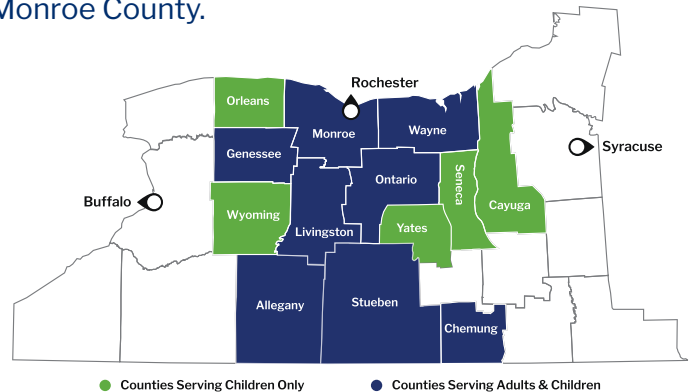 Monroe County.
Rochester
Orleans
Monroe
Wayne
Genessee
Syracuse
Ontario
Seneca
Buffalo
Wyoming
Cayuga
Livingston
Yates
Allegany
Stueben
Chemung
Counties Serving Children Only
Counties Serving Adults & Children